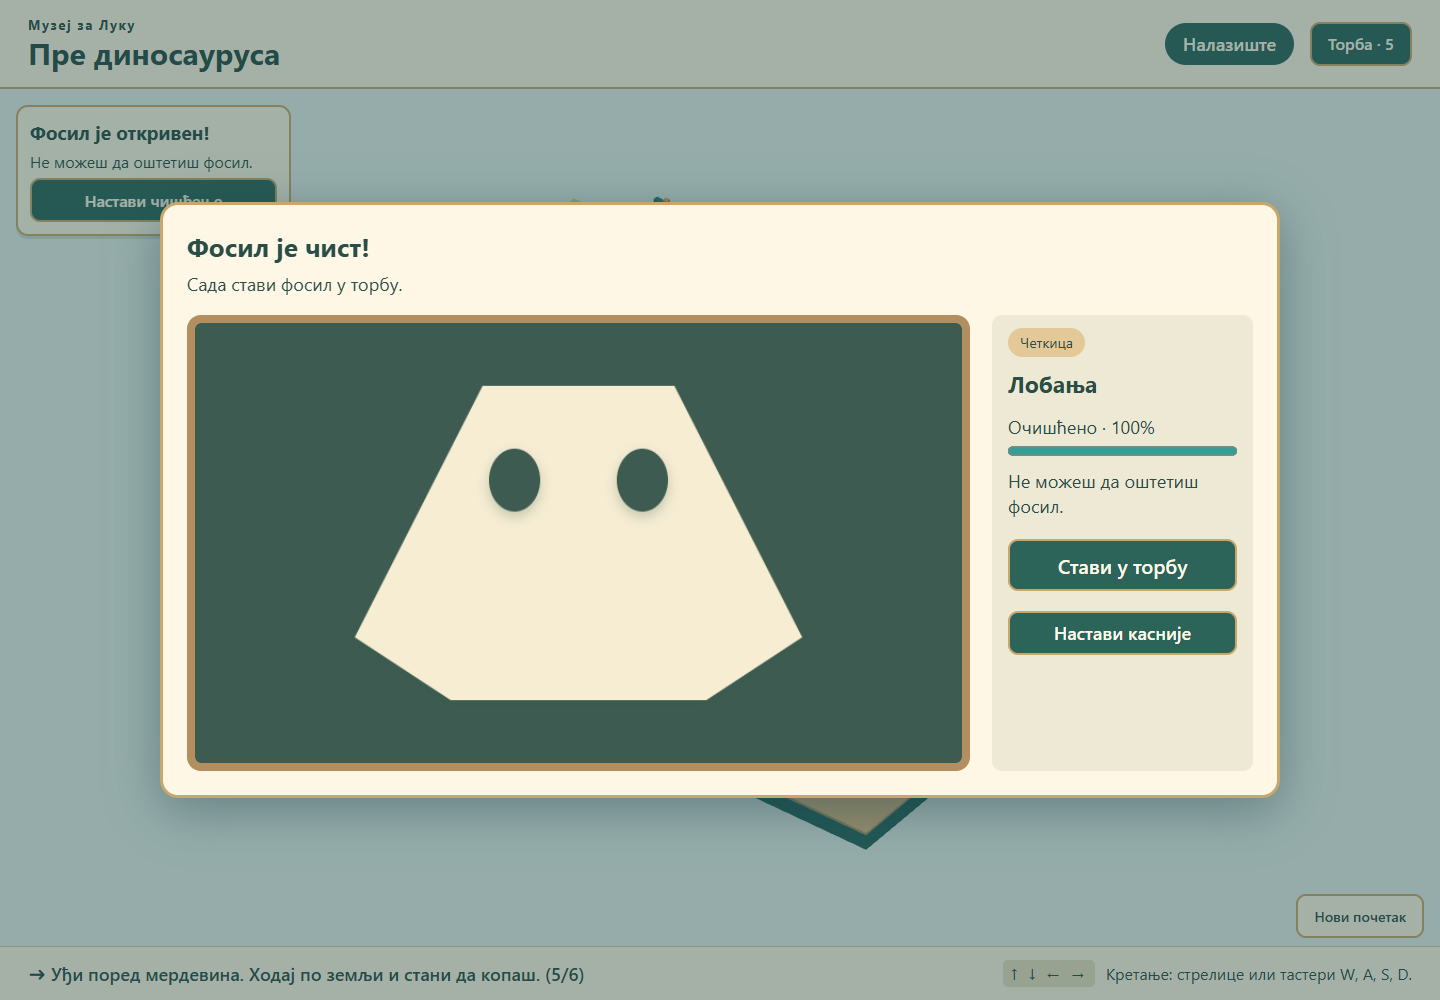 Музеј за Луку
Пре диносауруса
Налазиште
Торба · 5
Фосил је откривен!
Не можеш да оштетиш фосил.
Настави чишћење
Фосил је чист!
Сада стави фосил у торбу.
Четкица
Лобања
Очишћено · 100%
Не можеш да оштетиш
фосил.
Стави у торбу
Настави касније
Нови почетак
→ Уђи поред мердевина. Ходај по земљи и стани да копаш. (5/6)
↑ ↓ ← → Кретање: стрелице или тастери W, A, S, D.